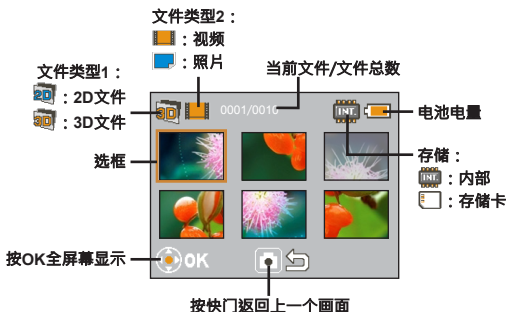 文件类型2：
：视频
：照片
当前文件/文件总数
文件类型1：
2D ：2D文件
3D ：3D文件
3D 0001/0010 INT.
电池电量
选框
存储：
INT. ：内部
：存储卡
按OK全屏幕显示
OK
按快门返回上一个画面